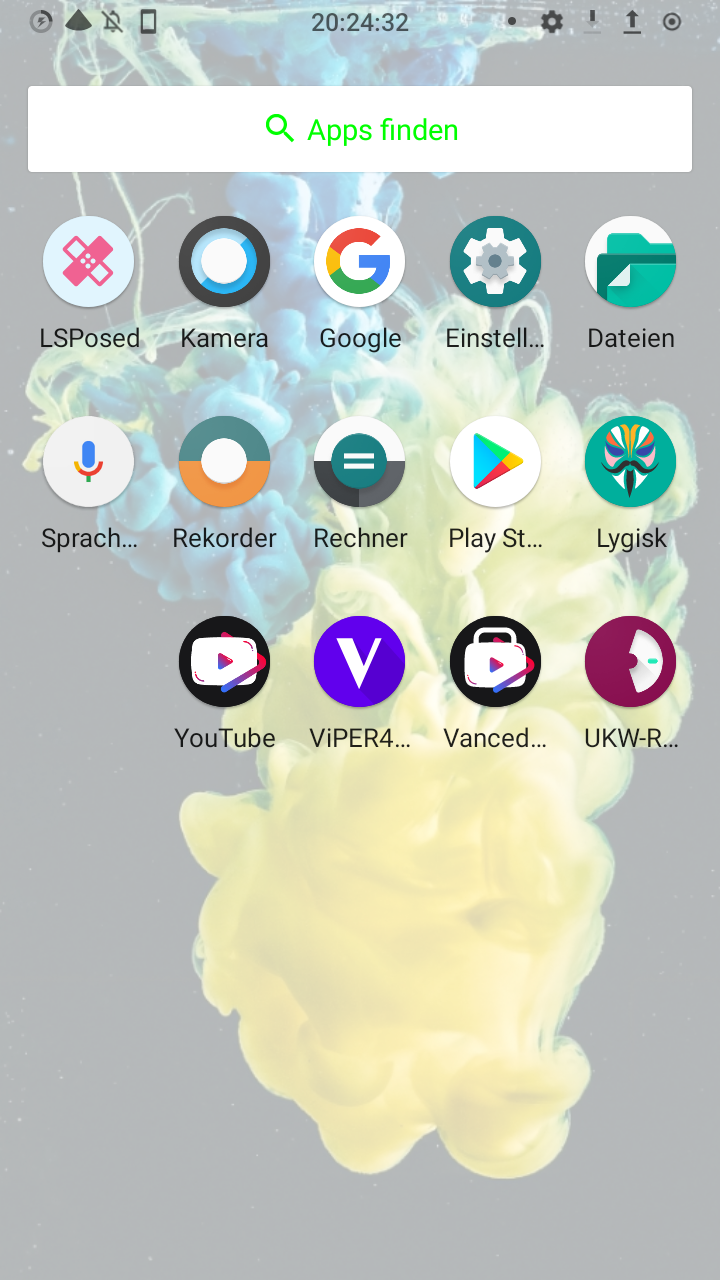 20:24:32
Apps finden
LSPosed
Kamera
Google
Einstell...
Dateien
Sprach...
Rekorder
Rechner
Play St...
Lygisk
YouTube
ViPER4...
Vanced...
UKW-R...